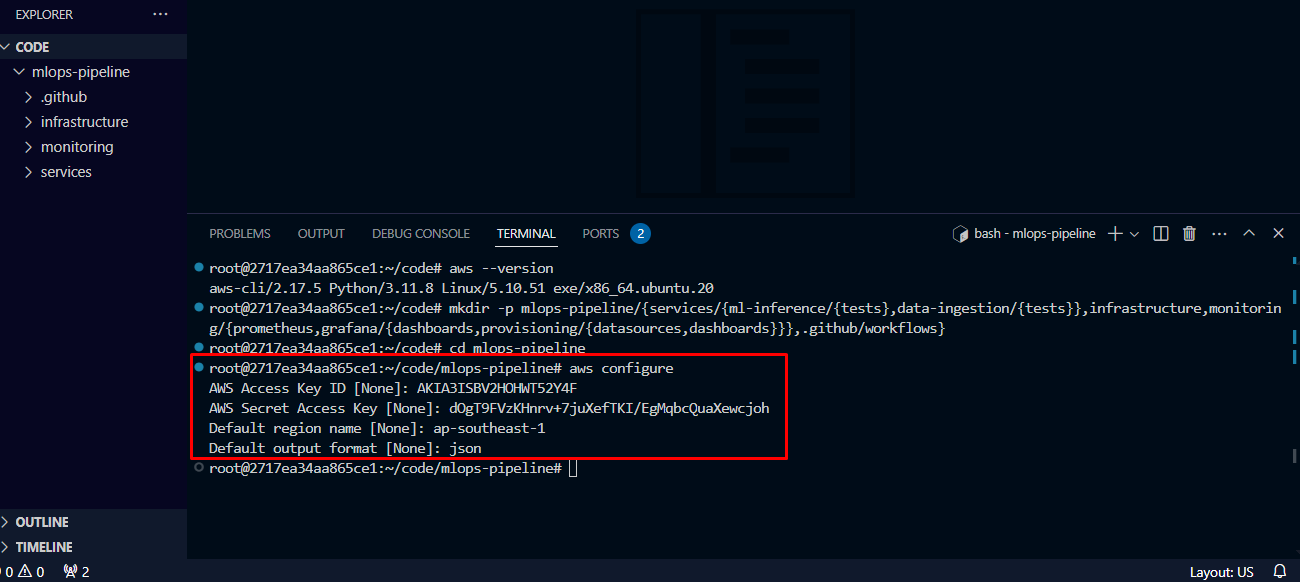 EXPLORER
CODE
mlops-pipeline
.github
infrastructure
monitoring
services
OUTLINE
TIMELINE
PROBLEMS OUTPUT DEBUG CONSOLE TERMINAL PORTS 2 bash - mlops-pipeline
root@2717ea34aa865ce1:~/code# aws --version
aws-cli/2.17.5 Python/3.11.8 Linux/5.10.51 exe/x86_64.ubuntu.20
root@2717ea34aa865ce1:~/code# mkdir -p mlops-pipeline/{services/{ml-inference/{tests},data-ingestion/{tests}},infrastructure,monitorin
g/{prometheus,grafana/{dashboards,provisioning/{datasources,dashboards}}},.github/workflows}
root@2717ea34aa865ce1:~/code# cd mlops-pipeline
root@2717ea34aa865ce1:~/code/mlops-pipeline# aws configure
AWS Access Key ID [None]: AKIA3ISBV2HOHWT52Y4F
AWS Secret Access Key [None]: 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
Default region name [None]: ap-southeast-1
Default output format [None]: json
root@2717ea34aa865ce1:~/code/mlops-pipeline#
0 0 2 Layout: US